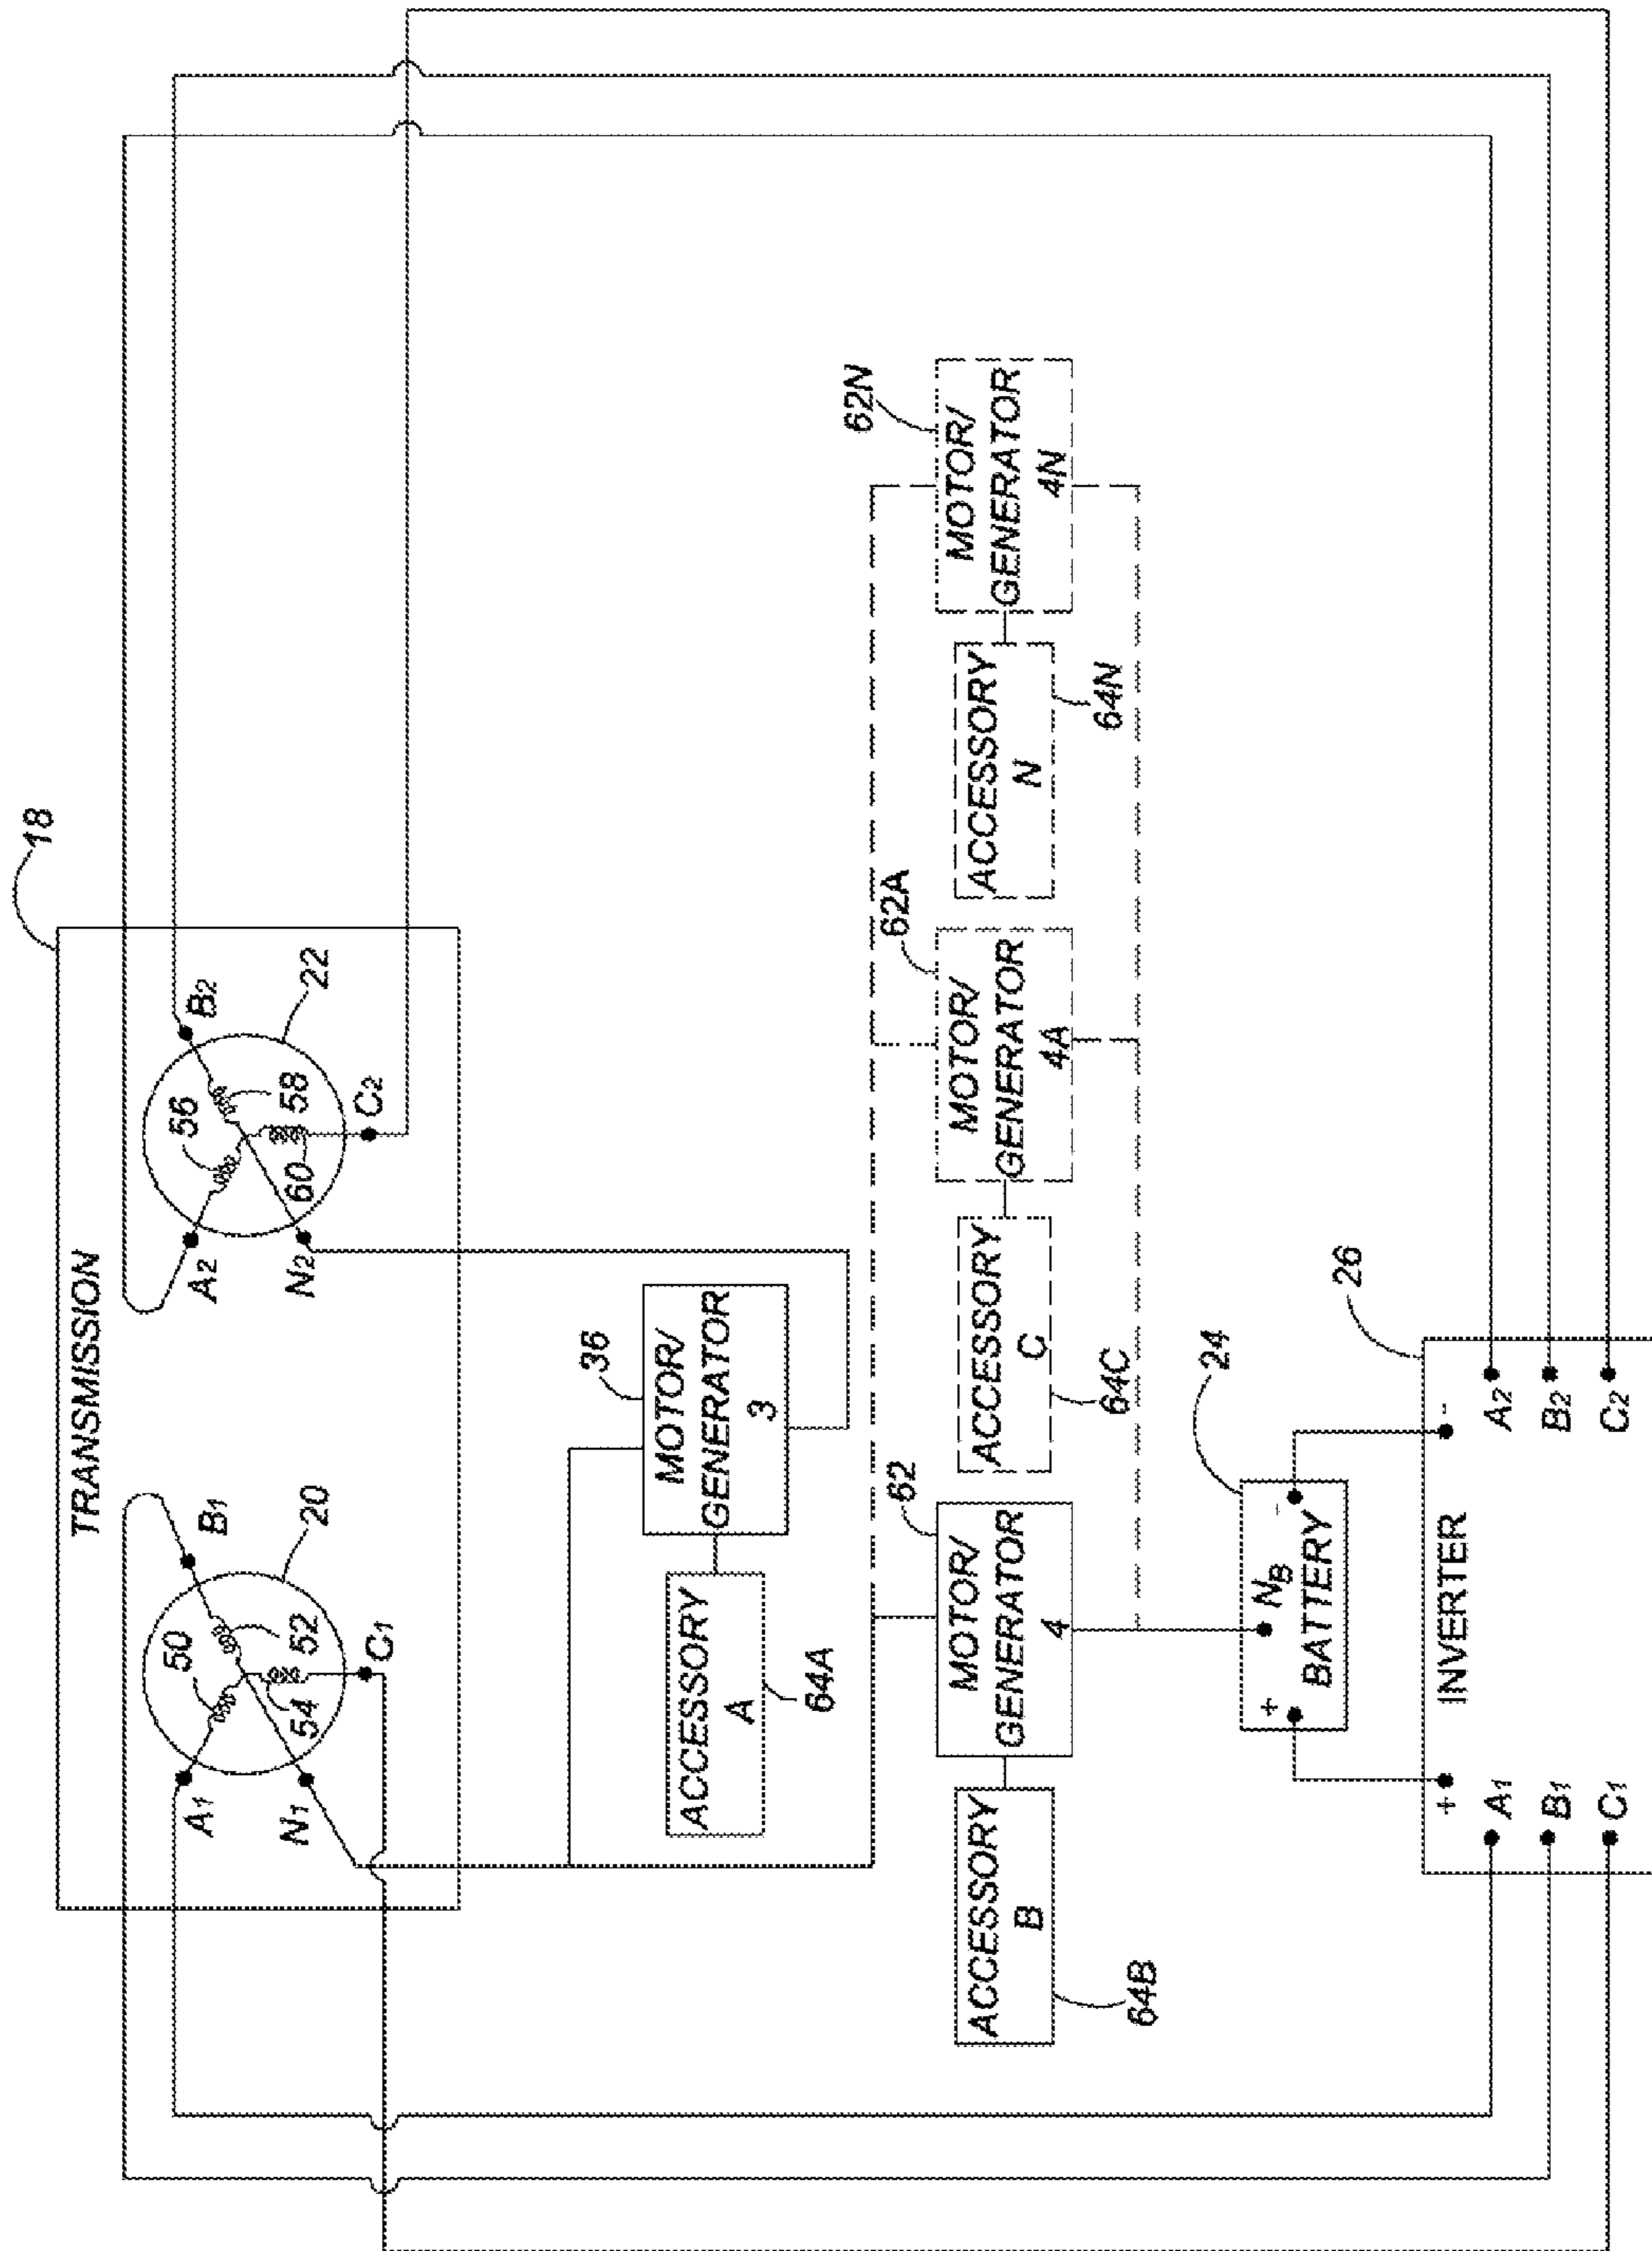 18
TRANSMISSION
A1
B1
50
52
54
20
N1
C1
A2
B2
56
58
60
22
N2
C2
36
MOTOR/
GENERATOR
3
ACCESSORY
A
64A
62
MOTOR/
GENERATOR
4
ACCESSORY
B
64B
62A
MOTOR/
GENERATOR
4A
ACCESSORY
C
64C
62N
MOTOR/
GENERATOR
4N
ACCESSORY
N
64N
24
+
NB
-
BATTERY
26
+
-
INVERTER
A1
B1
C1
A2
B2
C2